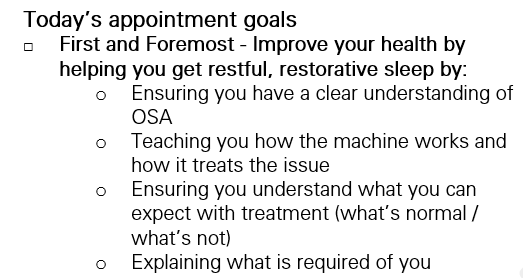 Today's appointment goals
□ First and Foremost - Improve your health by
helping you get restful, restorative sleep by:
o Ensuring you have a clear understanding of
OSA
o Teaching you how the machine works and
how it treats the issue
o Ensuring you understand what you can
expect with treatment (what's normal /
what's not)
o Explaining what is required of you